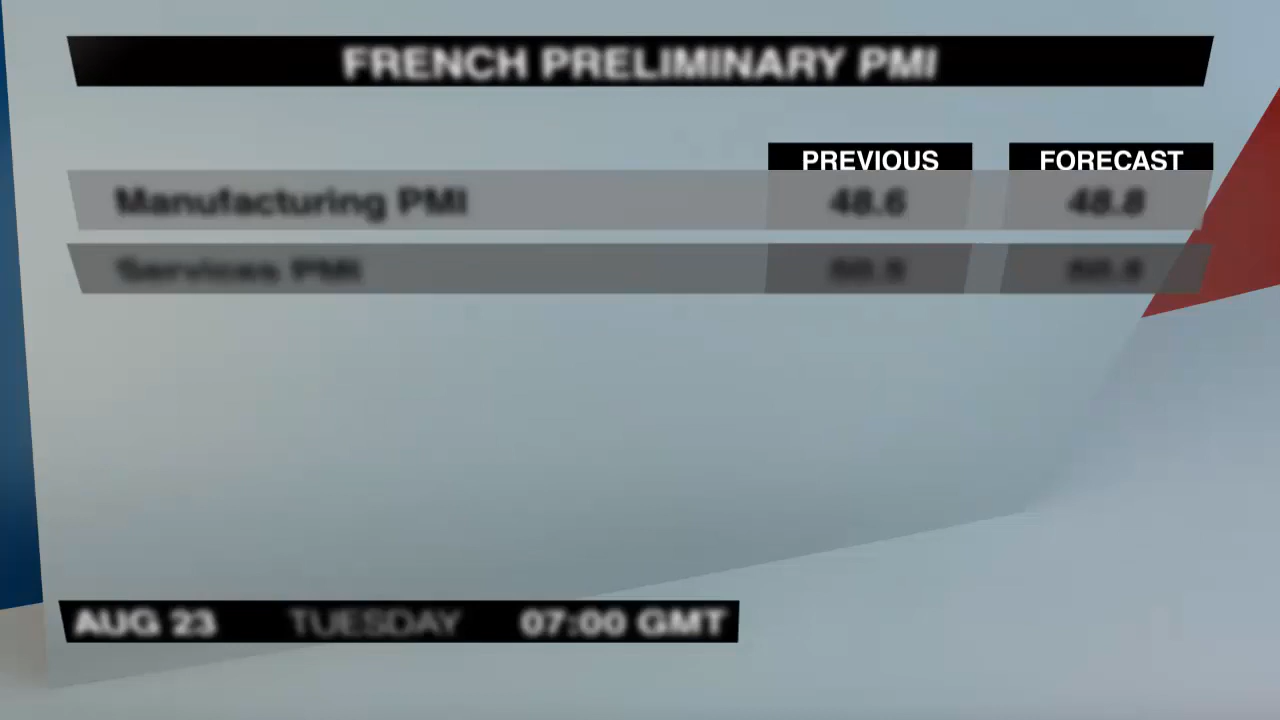 FRENCH PRELIMINARY PMI
PREVIOUS FORECAST
Manufacturing PMI 48.6 48.8
Services PMI
AUG 23 TUESDAY 07:00 GMT